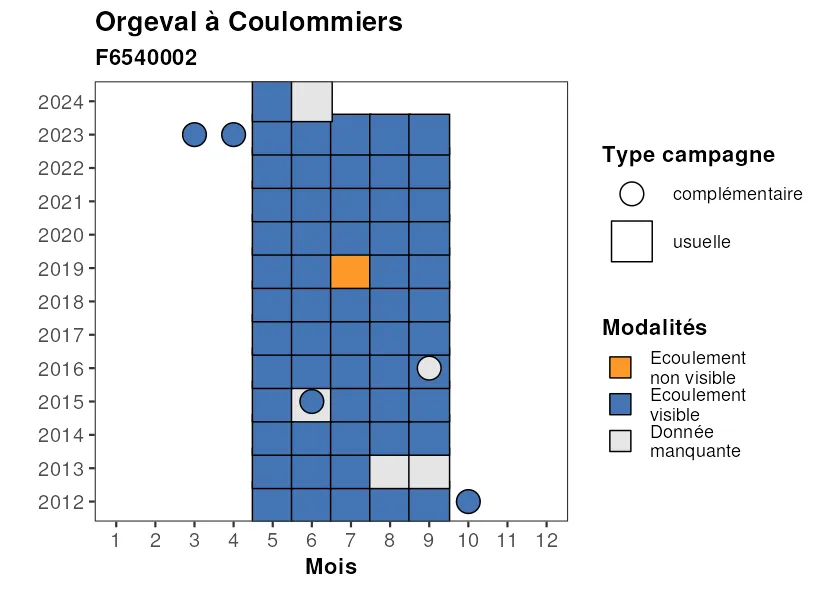 Orgeval à Coulommiers
F6540002
2024
2023
2022
2021
2020
2019
2018
2017
2016
2015
2014
2013
2012
1 2 3 4 5 6 7 8 9 10 11 12
Mois
Type campagne
complémentaire
usuelle
Modalités
Ecoulement
non visible
Ecoulement
visible
Donnée
manquante